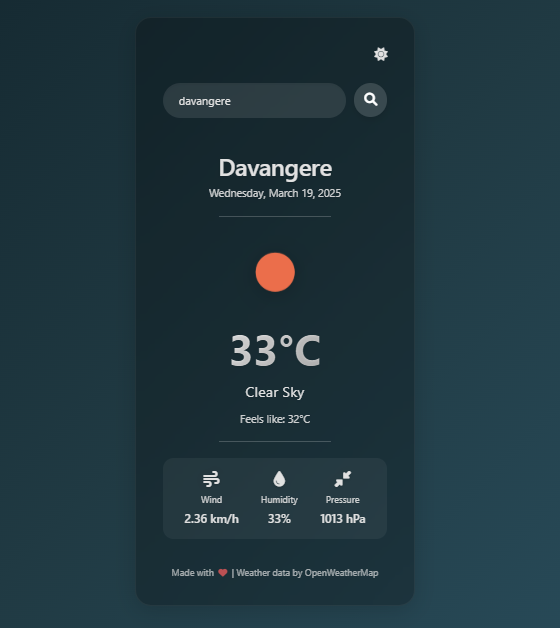 davangere
Davangere
Wednesday, March 19, 2025
33°C
Clear Sky
Feels like: 32°C
Wind Humidity Pressure
2.36 km/h 33% 1013 hPa
Made with ❤ | Weather data by OpenWeatherMap